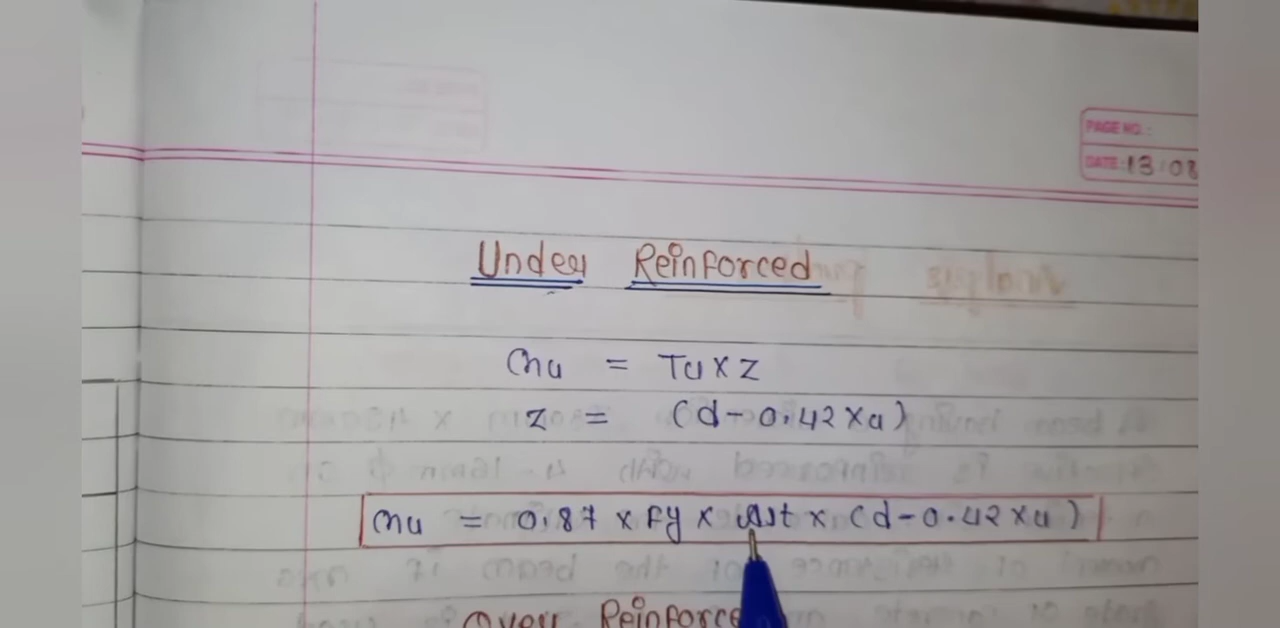 PAGE NO.:
DATE: 13:08
Under Reinforced
Mu = Tu x z
z = (d - 0.42 xu)
Mu = 0.87 x Fy x Ast x (d - 0.42 xu)
Over Reinforce